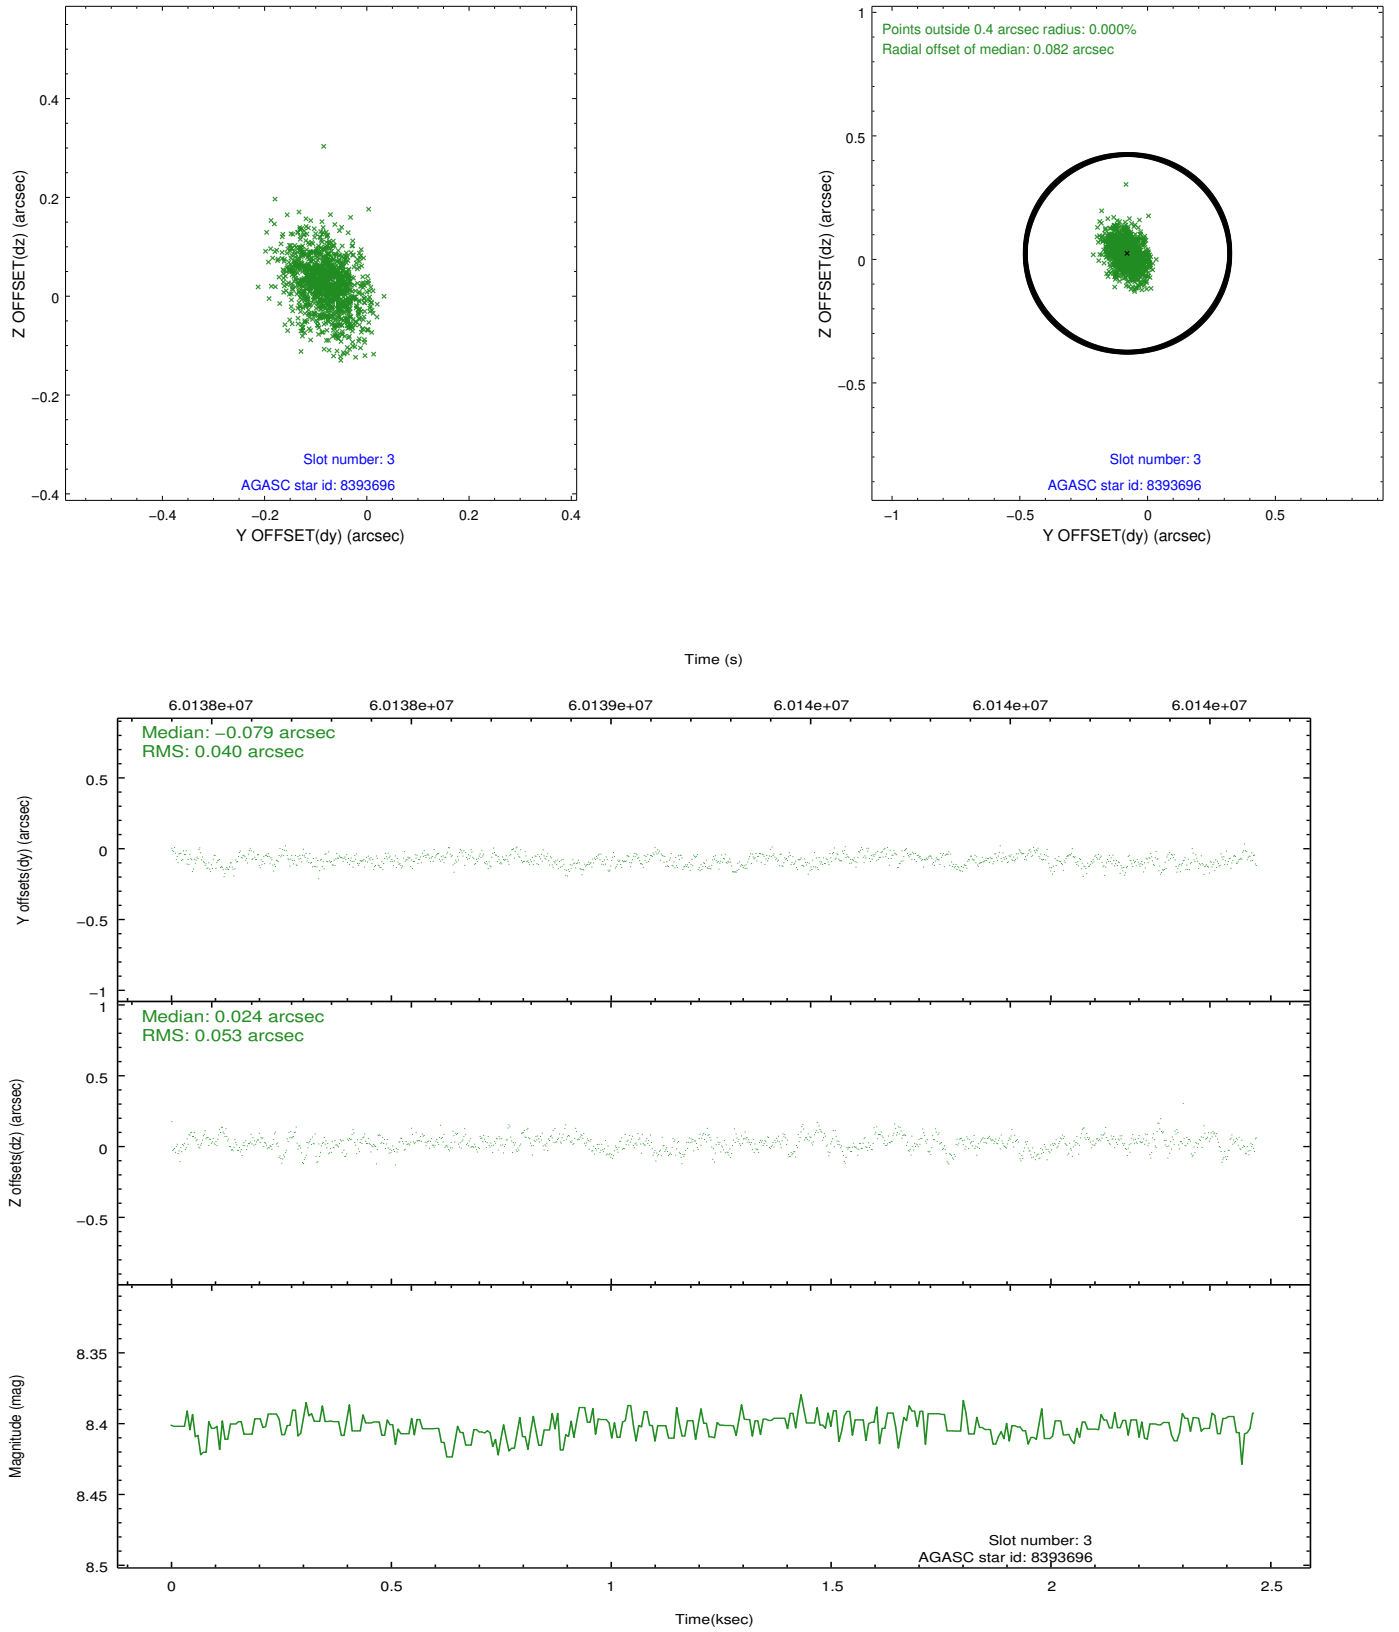 0.4
0.2
0
−0.2
−0.4
Z OFFSET(dz) (arcsec)
−0.4
−0.2
0
0.2
0.4
Y OFFSET(dy) (arcsec)
Slot number: 3
AGASC star id: 8393696
Points outside 0.4 arcsec radius: 0.000%
Radial offset of median: 0.082 arcsec
1
0.5
0
−0.5
Z OFFSET(dz) (arcsec)
Slot number: 3
AGASC star id: 8393696
−1
−0.5
0
0.5
Y OFFSET(dy) (arcsec)
Time (s)
6.0138e+07
6.0138e+07
6.0139e+07
6.014e+07
6.014e+07
6.014e+07
Median: −0.079 arcsec
RMS: 0.040 arcsec
0.5
0
−0.5
−1
Y offsets(dy) (arcsec)
Median: 0.024 arcsec
RMS: 0.053 arcsec
1
0.5
0
−0.5
Z offsets(dz) (arcsec)
8.35
8.4
8.45
8.5
Magnitude (mag)
Slot number: 3
AGASC star id: 8393696
0
0.5
1
1.5
2
2.5
Time(ksec)